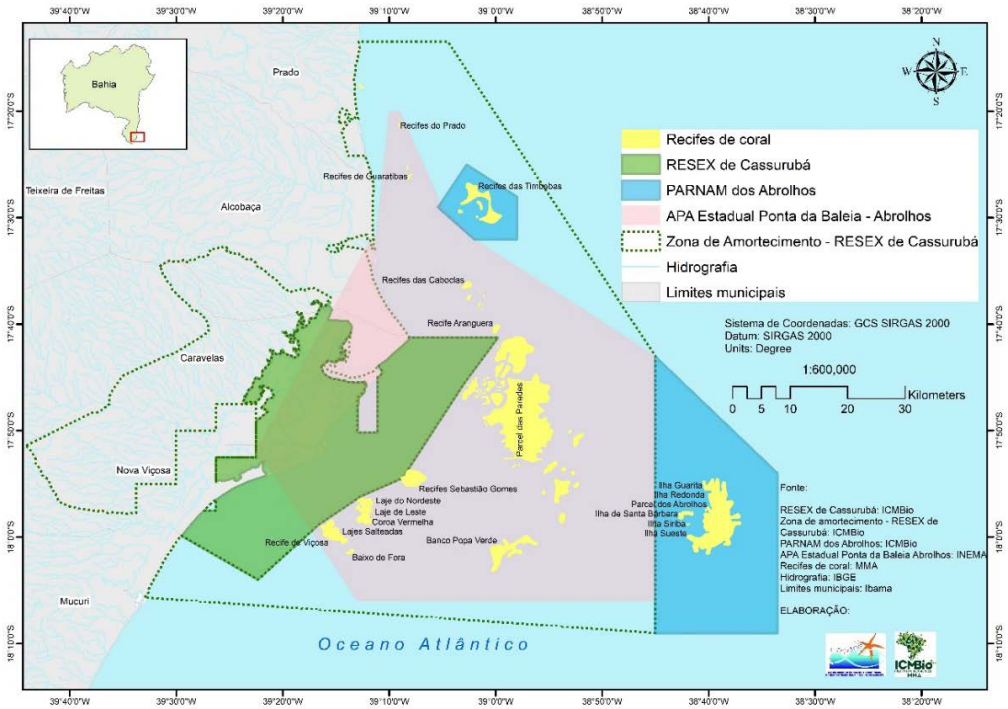 39°40'0"O 39°30'0"O 39°20'0"O 39°10'0"O 39°0'0"O 38°50'0"O 38°40'0"O 38°30'0"O 38°20'0"O
Bahia
Prado
N
W E
S
17°20'0"S
17°20'0"S
Recifes do Prado
Recifes de coral
RESEX de Cassurubá
PARNAM dos Abrolhos
APA Estadual Ponta da Baleia - Abrolhos
Zona de Amortecimento - RESEX de Cassurubá
Hidrografia
Limites municipais
Recifes de Guaratibas
Recifes das Timbebas
Teixeira de Freitas
Alcobaça
17°30'0"S
17°30'0"S
Recifes das Caboclas
Recife Aranguera
17°40'0"S
17°40'0"S
Sistema de Coordenadas: GCS SIRGAS 2000
Datum: SIRGAS 2000
Units: Degree
1:600,000
0 5 10 20 30
Kilometers
Caravelas
Parcel das Paredes
17°50'0"S
17°50'0"S
Nova Viçosa
Recifes Sebastião Gomes
Laje do Nordeste
Laje de Leste
Coroa Vermelha
Lajes Salteadas
Recife de Viçosa
Baixo de Fora
Banco Popa Verde
Ilha Guarita
Ilha Redonda
Parcel dos Abrolhos
Ilha de Santa Bárbara
Ilha Siriba
Ilha Sueste
18°0'0"S
18°0'0"S
Fonte:
RESEX de Cassurubá: ICMBio
Zona de amortecimento - RESEX de
Cassurubá: ICMBio
PARNAM dos Abrolhos: ICMBio
APA Estadual Ponta da Baleia Abrolhos: INEMA
Recifes de coral: MMA
Hidrografia: IBGE
Limites municipais: Ibama
ELABORAÇÃO:
Mucuri
Oceano Atlântico
18°10'0"S
18°10'0"S
ICMBio
MMA
39°40'0"O 39°30'0"O 39°20'0"O 39°10'0"O 39°0'0"O 38°50'0"O 38°40'0"O 38°30'0"O 38°20'0"O